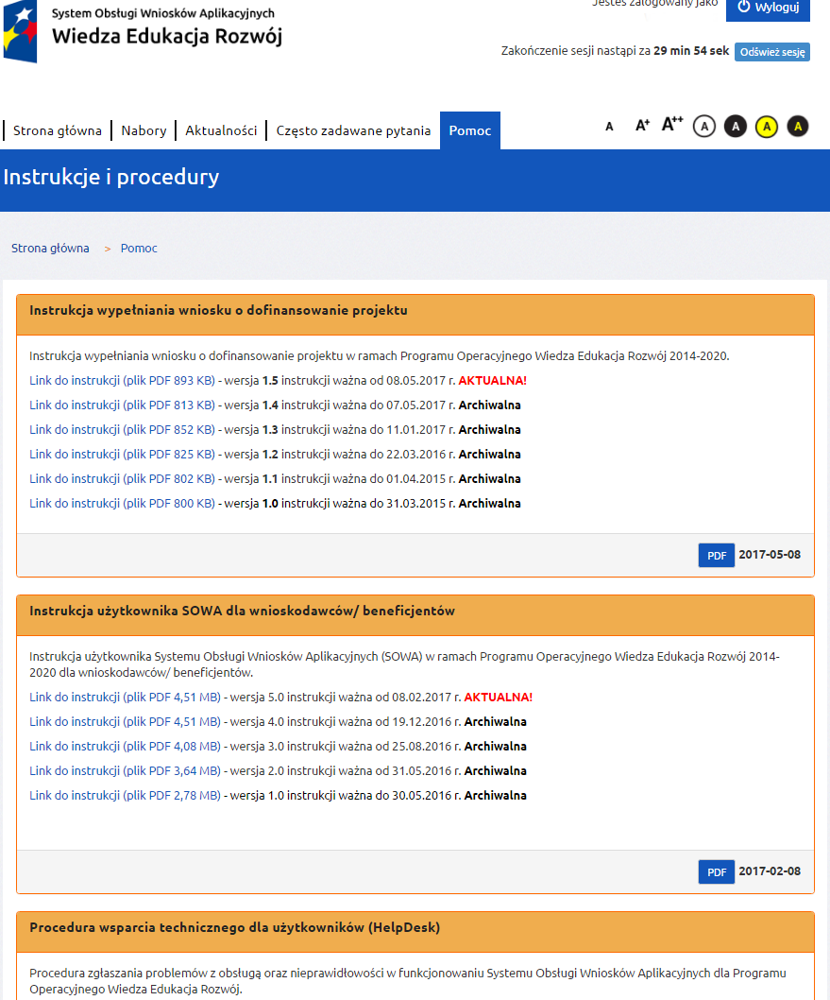 System Obsługi Wniosków Aplikacyjnych
Wiedza Edukacja Rozwój
Jesteś zalogowany jako
Wyloguj
Zakończenie sesji nastąpi za 29 min 54 sek Odśwież sesję
Strona główna Nabory Aktualności Często zadawane pytania Pomoc
A A+ A++ A A A A
Instrukcje i procedury
Strona główna > Pomoc
Instrukcja wypełniania wniosku o dofinansowanie projektu
Instrukcja wypełniania wniosku o dofinansowanie projektu w ramach Programu Operacyjnego Wiedza Edukacja Rozwój 2014-2020.
Link do instrukcji (plik PDF 893 KB) - wersja 1.5 instrukcji ważna od 08.05.2017 r. AKTUALNA!
Link do instrukcji (plik PDF 813 KB) - wersja 1.4 instrukcji ważna do 07.05.2017 r. Archiwalna
Link do instrukcji (plik PDF 852 KB) - wersja 1.3 instrukcji ważna do 11.01.2017 r. Archiwalna
Link do instrukcji (plik PDF 825 KB) - wersja 1.2 instrukcji ważna do 22.03.2016 r. Archiwalna
Link do instrukcji (plik PDF 802 KB) - wersja 1.1 instrukcji ważna do 01.04.2015 r. Archiwalna
Link do instrukcji (plik PDF 800 KB) - wersja 1.0 instrukcji ważna do 31.03.2015 r. Archiwalna
PDF 2017-05-08
Instrukcja użytkownika SOWA dla wnioskodawców/ beneficjentów
Instrukcja użytkownika Systemu Obsługi Wniosków Aplikacyjnych (SOWA) w ramach Programu Operacyjnego Wiedza Edukacja Rozwój 2014-
2020 dla wnioskodawców/ beneficjentów.
Link do instrukcji (plik PDF 4,51 MB) - wersja 5.0 instrukcji ważna od 08.02.2017 r. AKTUALNA!
Link do instrukcji (plik PDF 4,51 MB) - wersja 4.0 instrukcji ważna od 19.12.2016 r. Archiwalna
Link do instrukcji (plik PDF 4,08 MB) - wersja 3.0 instrukcji ważna od 25.08.2016 r. Archiwalna
Link do instrukcji (plik PDF 3,64 MB) - wersja 2.0 instrukcji ważna od 31.05.2016 r. Archiwalna
Link do instrukcji (plik PDF 2,78 MB) - wersja 1.0 instrukcji ważna do 30.05.2016 r. Archiwalna
PDF 2017-02-08
Procedura wsparcia technicznego dla użytkowników (HelpDesk)
Procedura zgłaszania problemów z obsługą oraz nieprawidłowości w funkcjonowaniu Systemu Obsługi Wniosków Aplikacyjnych dla Programu
Operacyjnego Wiedza Edukacja Rozwój.